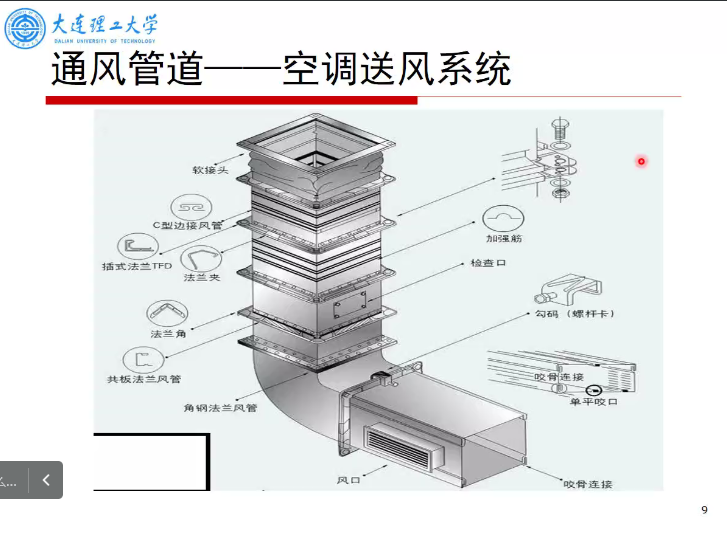 大连理工大学
DALIAN UNIVERSITY OF TECHNOLOGY
通风管道——空调送风系统
软接头
C型边接风管
加强筋
插式法兰TFD
法兰夹
检查口
勾码（螺杆卡）
法兰角
共板法兰风管
咬骨连接
单平咬口
角钢法兰风管
风口
咬骨连接
9